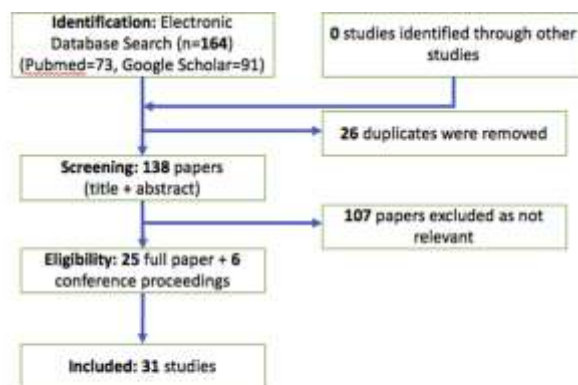 Identification: Electronic
Database Search (n=164)
(Pubmed=73, Google Scholar=91)
0 studies identified through other
studies
26 duplicates were removed
Screening: 138 papers
(title + abstract)
107 papers excluded as not
relevant
Eligibility: 25 full paper + 6
conference proceedings
Included: 31 studies